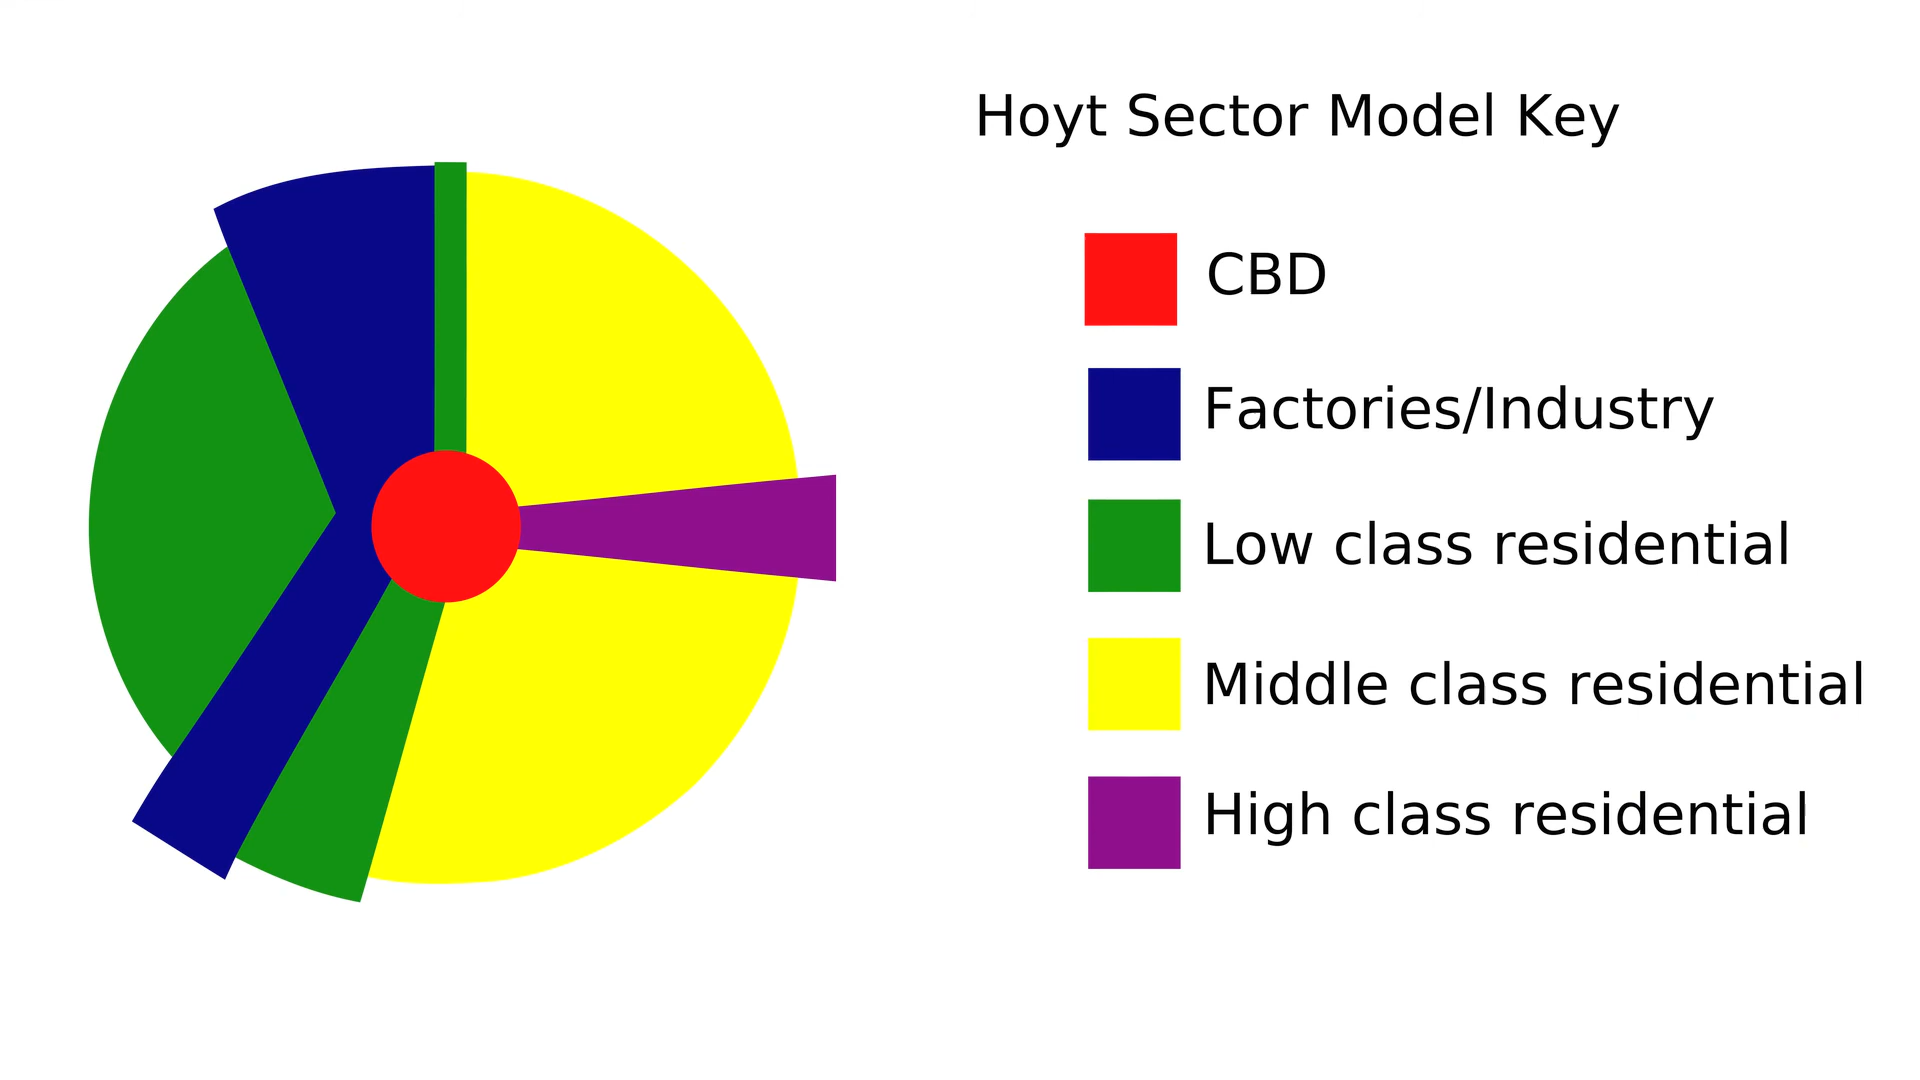 Hoyt Sector Model Key
CBD
Factories/Industry
Low class residential
Middle class residential
High class residential